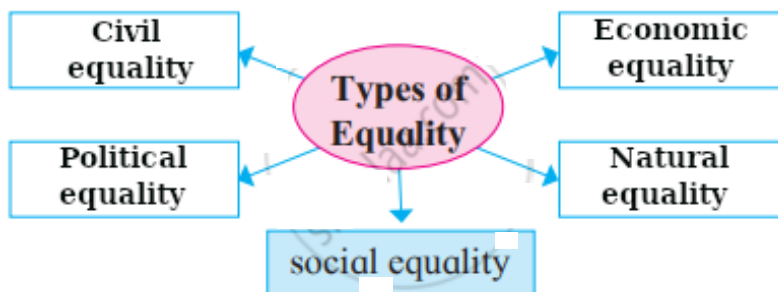 Civil
equality
Economic
equality
Types of
Equality
Political
equality
Natural
equality
social equality